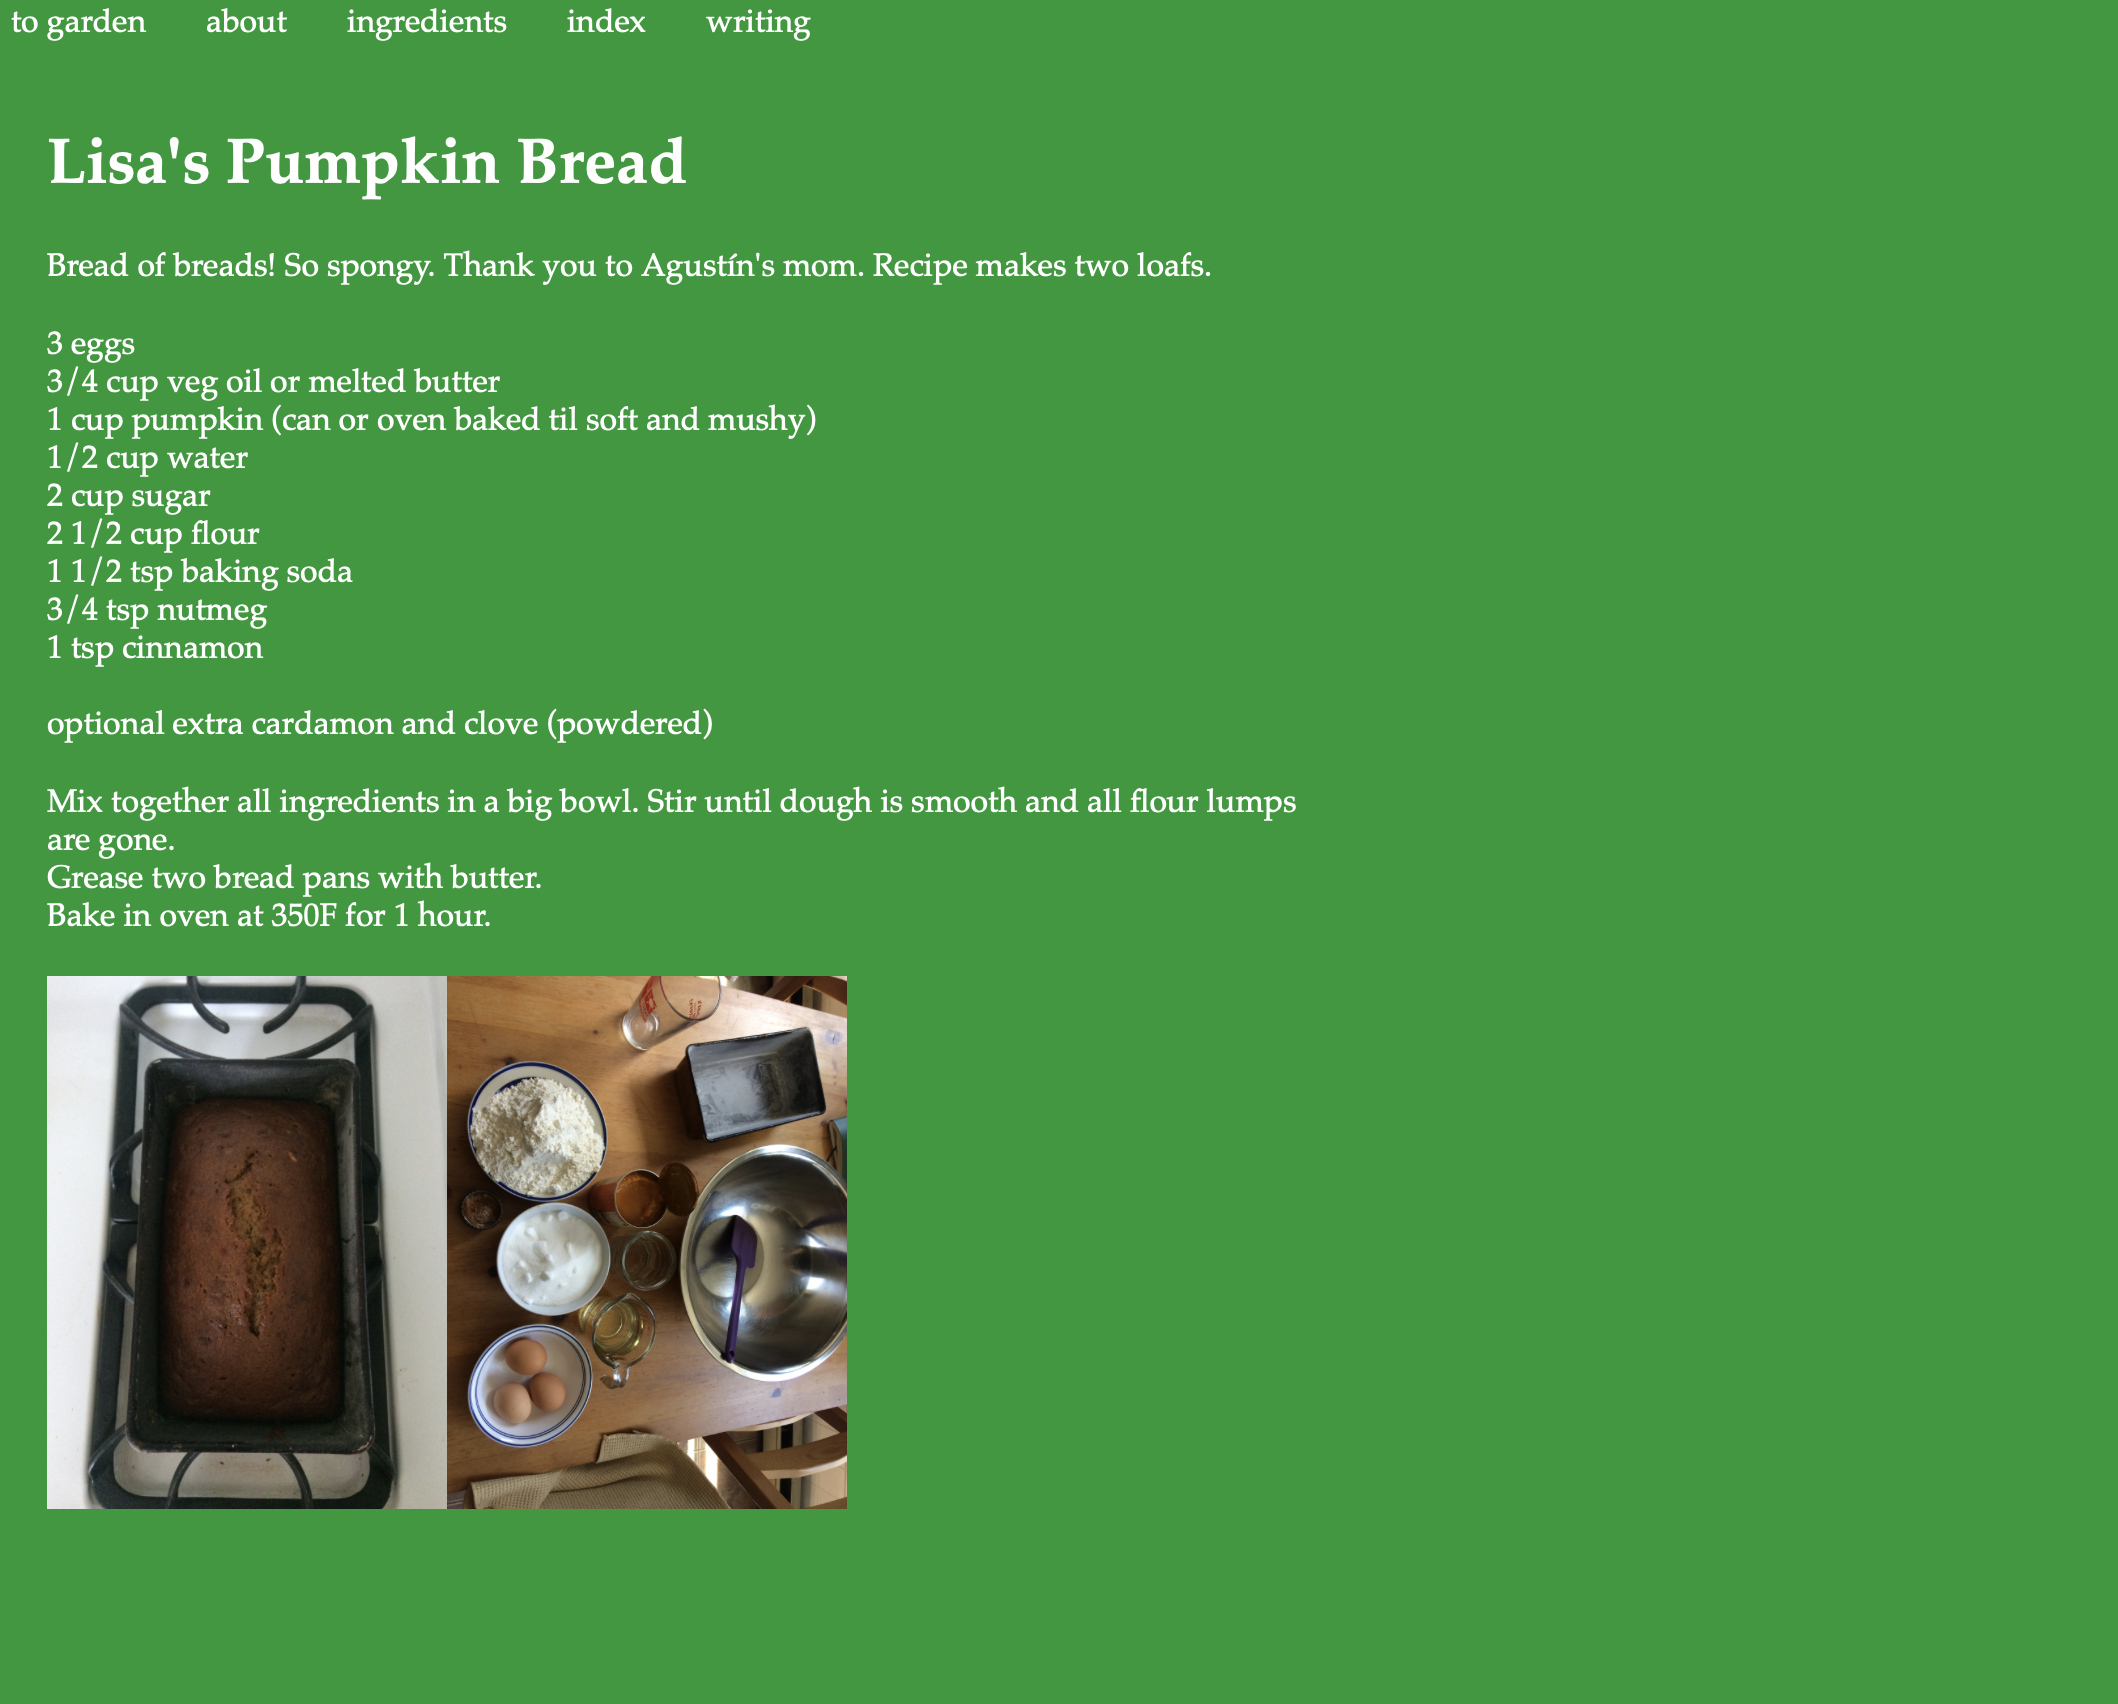 to garden about ingredients index writing
Lisa's Pumpkin Bread
Bread of breads! So spongy. Thank you to Agustín's mom. Recipe makes two loafs.
3 eggs
3/4 cup veg oil or melted butter
1 cup pumpkin (can or oven baked til soft and mushy)
1/2 cup water
2 cup sugar
2 1/2 cup flour
1 1/2 tsp baking soda
3/4 tsp nutmeg
1 tsp cinnamon
optional extra cardamon and clove (powdered)
Mix together all ingredients in a big bowl. Stir until dough is smooth and all flour lumps
are gone.
Grease two bread pans with butter.
Bake in oven at 350F for 1 hour.